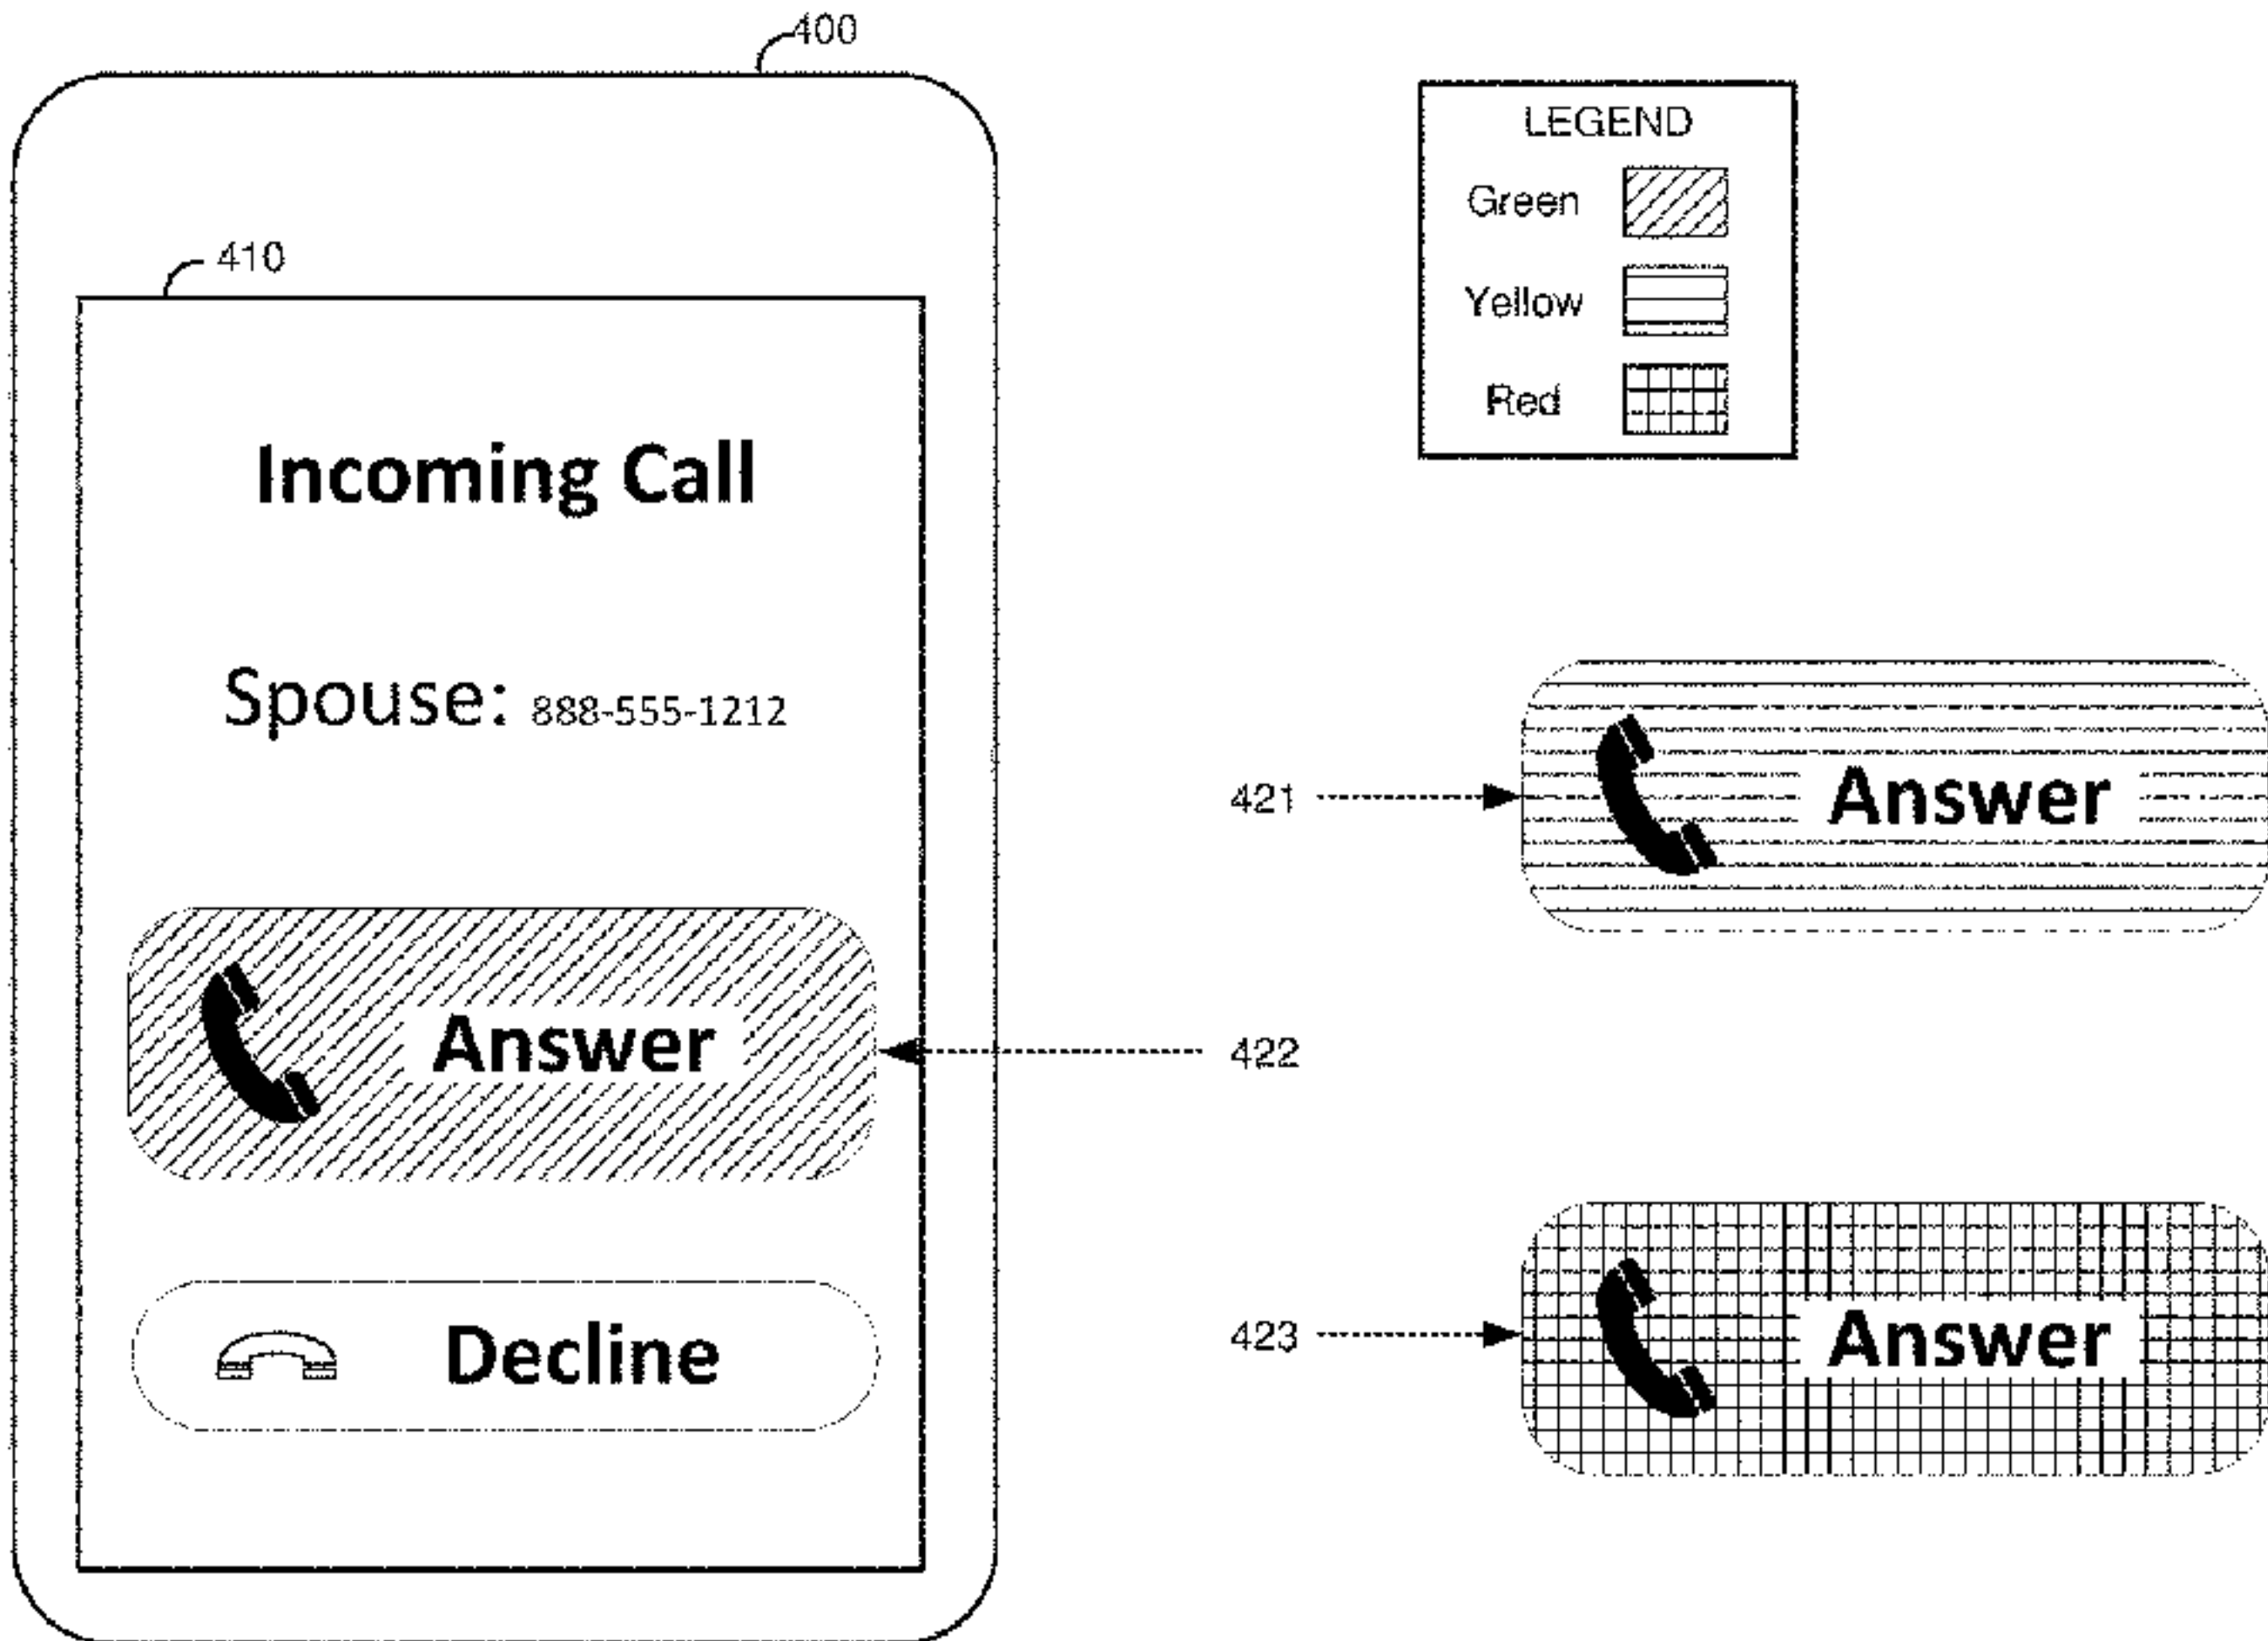 400
410
Incoming Call
Spouse: 888-555-1212
Answer
Decline
LEGEND
Green
Yellow
Red
421
Answer
422
423
Answer